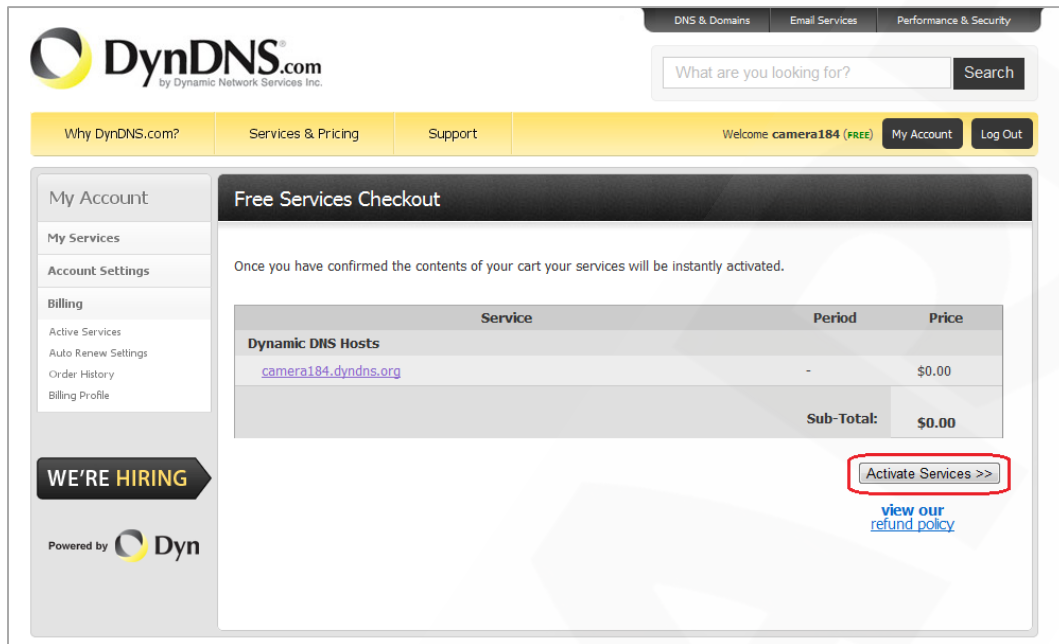 DNS & Domains Email Services Performance & Security
DynDNS.com
by Dynamic Network Services Inc.
What are you looking for? Search
Why DynDNS.com? Services & Pricing Support Welcome camera184 (FREE) My Account Log Out
My Account
My Services
Account Settings
Billing
Active Services
Auto Renew Settings
Order History
Billing Profile
WE'RE HIRING
Powered by Dyn
Free Services Checkout
Once you have confirmed the contents of your cart your services will be instantly activated.
Service Period Price
Dynamic DNS Hosts
camera184.dyndns.org - $0.00
Sub-Total: $0.00
Activate Services >>
view our
refund policy